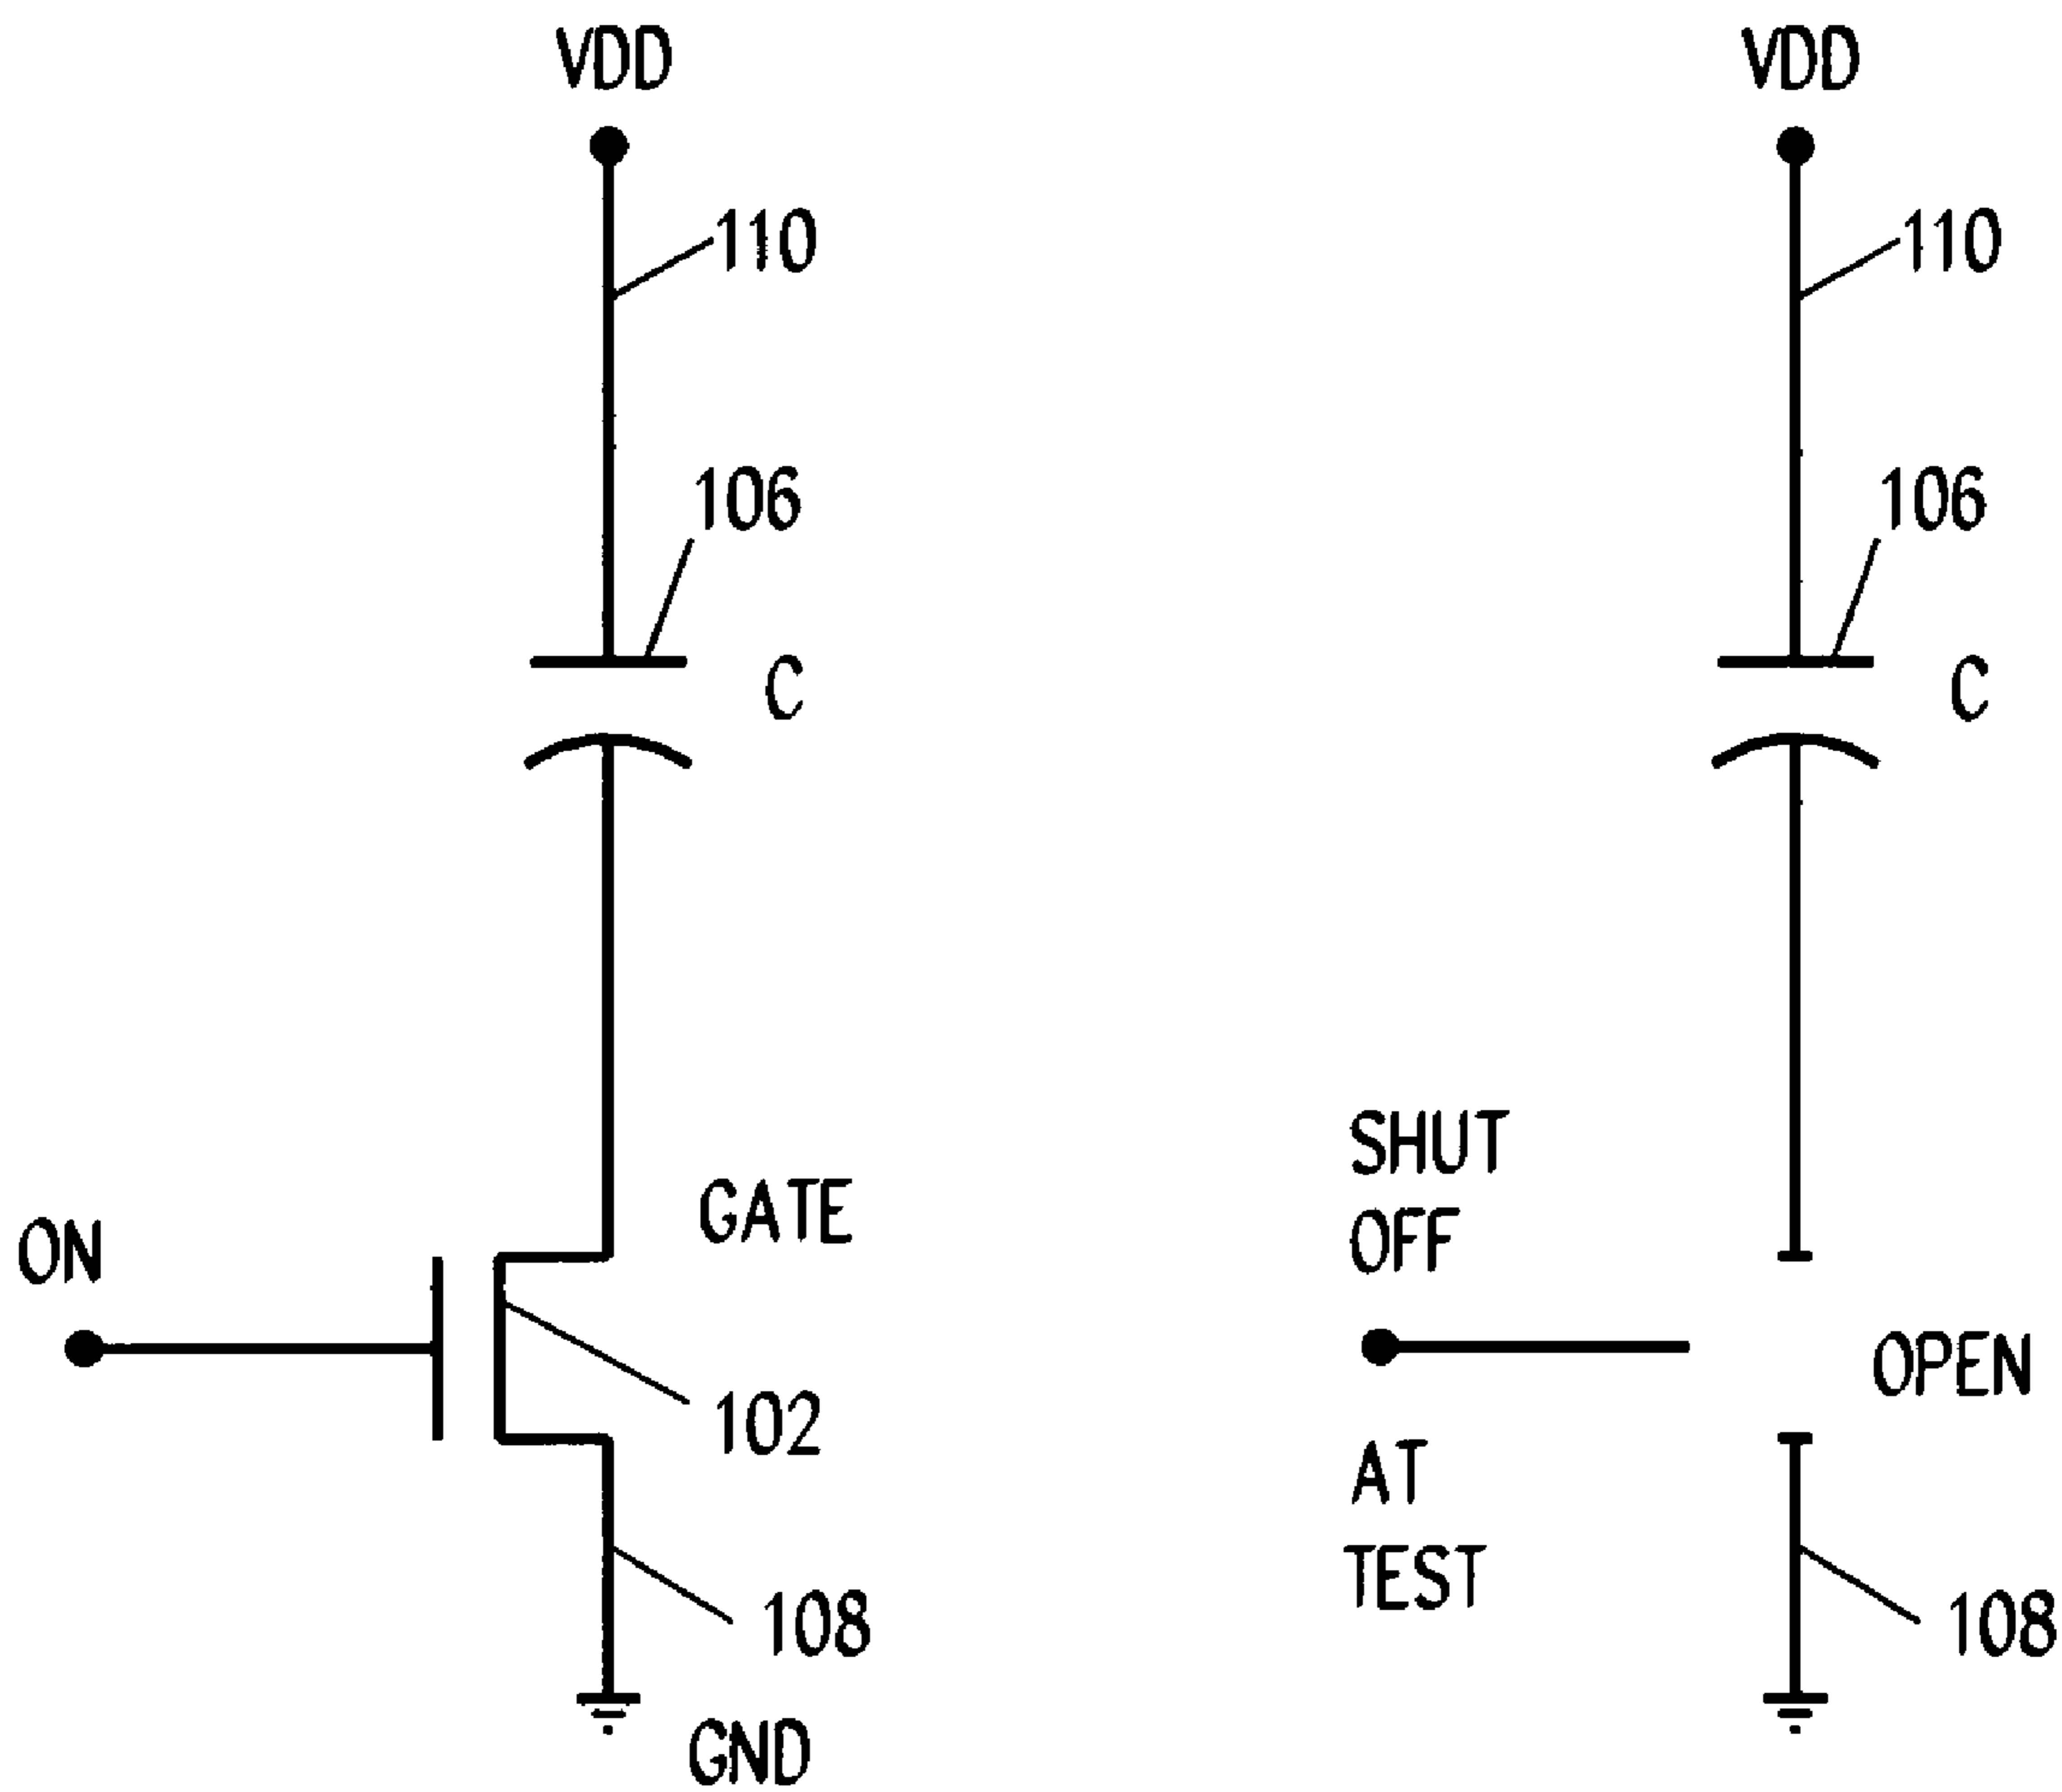 VDD
110
106
C
GATE
ON
102
108
GND
VDD
110
106
C
SHUT
OFF
OPEN
AT
TEST
108